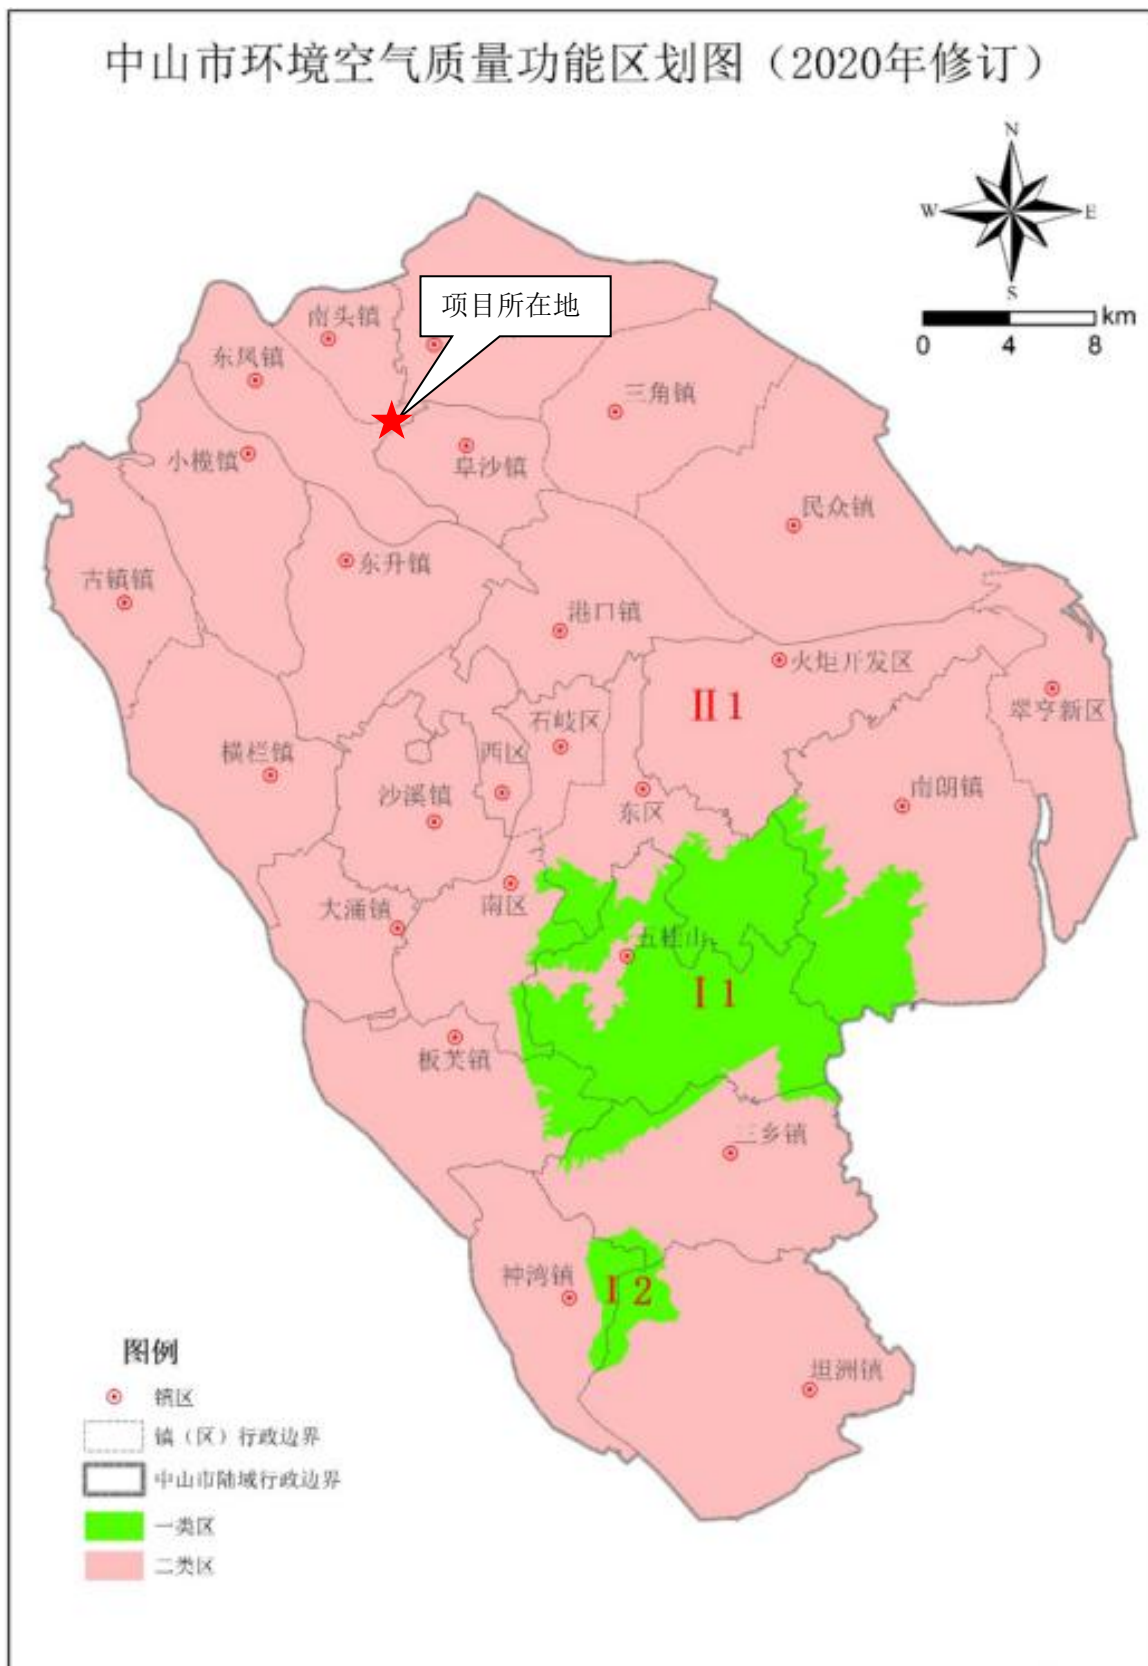 中山市环境空气质量功能区划图（2020年修订）
N
W
E
S
km
0 4 8
项目所在地
南头镇
东凤镇
三角镇
小榄镇
阜沙镇
民众镇
东升镇
古镇镇
港口镇
火炬开发区
翠亨新区
II 1
石岐区
横栏镇
西区
沙溪镇
东区
南朗镇
南区
大涌镇
五桂山
I 1
板芙镇
三乡镇
神湾镇
I 2
坦洲镇
图例
镇区
镇（区）行政边界
中山市陆域行政边界
一类区
二类区